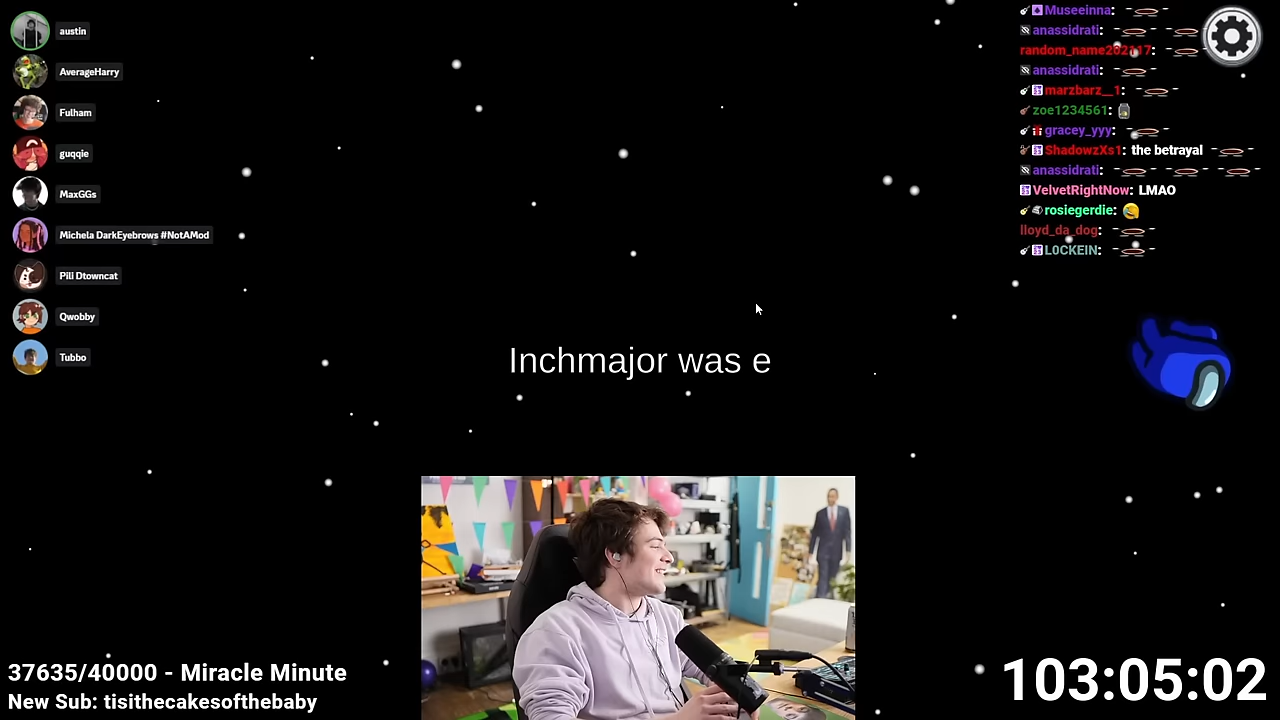 austin
AverageHarry
Fulham
guqqie
MaxGGs
Michela DarkEyebrows #NotAMod
Pili Dtowncat
Qwobby
Tubbo
Museeinna:
anassidrati:
random_name202117:
anassidrati:
marzbarz__1:
zoe1234561:
gracey_yyy:
ShadowzXs1: the betrayal
anassidrati:
VelvetRightNow: LMAO
rosiegerdie:
lloyd_da_dog:
L0CKEIN:
Inchmajor was e
37635/40000 - Miracle Minute
New Sub: tisithecakesofthebaby
103:05:02